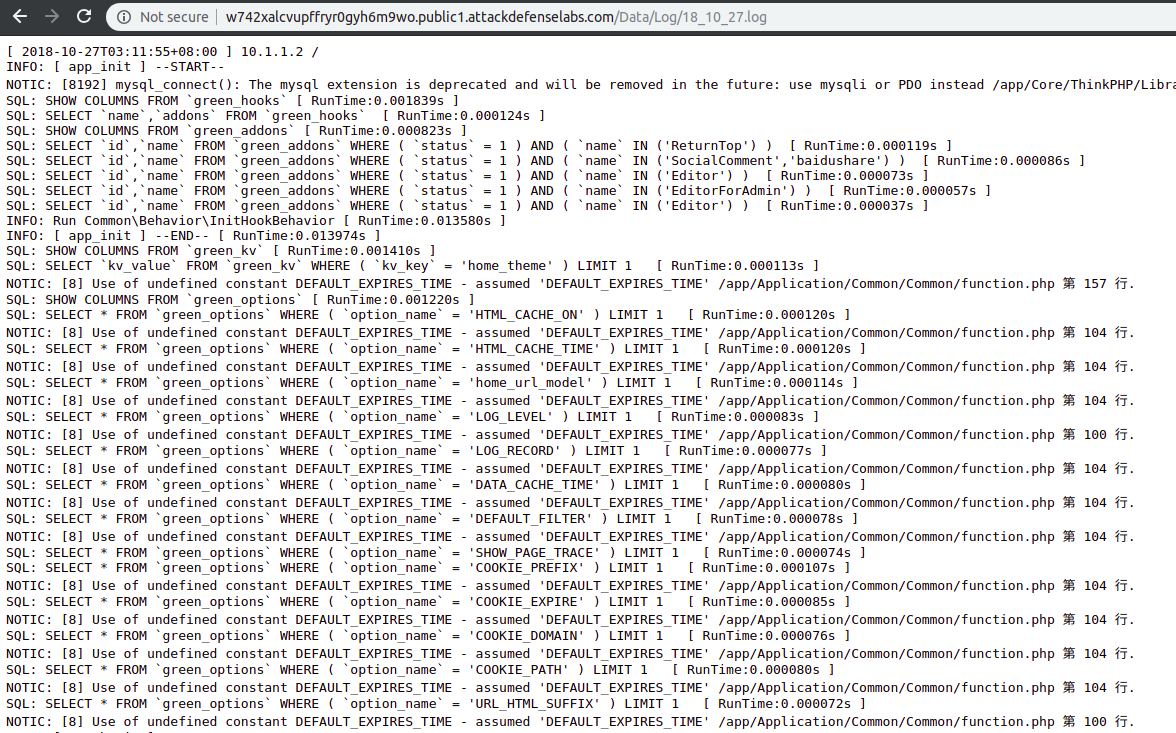 Not secure | w742xalcvupffryr0gyh6m9wo.public1.attackdefenselabs.com/Data/Log/18_10_27.log
[ 2018-10-27T03:11:55+08:00 ] 10.1.1.2 /
INFO: [ app_init ] --START--
NOTIC: [8192] mysql_connect(): The mysql extension is deprecated and will be removed in the future: use mysqli or PDO instead /app/Core/ThinkPHP/Libra
SQL: SHOW COLUMNS FROM `green_hooks` [ RunTime:0.001839s ]
SQL: SELECT `name`,`addons` FROM `green_hooks`  [ RunTime:0.000124s ]
SQL: SHOW COLUMNS FROM `green_addons` [ RunTime:0.000823s ]
SQL: SELECT `id`,`name` FROM `green_addons` WHERE ( `status` = 1 ) AND ( `name` IN ('ReturnTop') )  [ RunTime:0.000119s ]
SQL: SELECT `id`,`name` FROM `green_addons` WHERE ( `status` = 1 ) AND ( `name` IN ('SocialComment','baidushare') )  [ RunTime:0.000086s ]
SQL: SELECT `id`,`name` FROM `green_addons` WHERE ( `status` = 1 ) AND ( `name` IN ('Editor') )  [ RunTime:0.000073s ]
SQL: SELECT `id`,`name` FROM `green_addons` WHERE ( `status` = 1 ) AND ( `name` IN ('EditorForAdmin') )  [ RunTime:0.000057s ]
SQL: SELECT `id`,`name` FROM `green_addons` WHERE ( `status` = 1 ) AND ( `name` IN ('Editor') )  [ RunTime:0.000037s ]
INFO: Run Common\Behavior\InitHookBehavior [ RunTime:0.013580s ]
INFO: [ app_init ] --END-- [ RunTime:0.013974s ]
SQL: SHOW COLUMNS FROM `green_kv` [ RunTime:0.001410s ]
SQL: SELECT `kv_value` FROM `green_kv` WHERE ( `kv_key` = 'home_theme' ) LIMIT 1   [ RunTime:0.000113s ]
NOTIC: [8] Use of undefined constant DEFAULT_EXPIRES_TIME - assumed 'DEFAULT_EXPIRES_TIME' /app/Application/Common/Common/function.php 第 157 行.
SQL: SHOW COLUMNS FROM `green_options` [ RunTime:0.001220s ]
SQL: SELECT * FROM `green_options` WHERE ( `option_name` = 'HTML_CACHE_ON' ) LIMIT 1   [ RunTime:0.000120s ]
NOTIC: [8] Use of undefined constant DEFAULT_EXPIRES_TIME - assumed 'DEFAULT_EXPIRES_TIME' /app/Application/Common/Common/function.php 第 104 行.
SQL: SELECT * FROM `green_options` WHERE ( `option_name` = 'HTML_CACHE_TIME' ) LIMIT 1   [ RunTime:0.000120s ]
NOTIC: [8] Use of undefined constant DEFAULT_EXPIRES_TIME - assumed 'DEFAULT_EXPIRES_TIME' /app/Application/Common/Common/function.php 第 104 行.
SQL: SELECT * FROM `green_options` WHERE ( `option_name` = 'home_url_model' ) LIMIT 1   [ RunTime:0.000114s ]
NOTIC: [8] Use of undefined constant DEFAULT_EXPIRES_TIME - assumed 'DEFAULT_EXPIRES_TIME' /app/Application/Common/Common/function.php 第 104 行.
SQL: SELECT * FROM `green_options` WHERE ( `option_name` = 'LOG_LEVEL' ) LIMIT 1   [ RunTime:0.000083s ]
NOTIC: [8] Use of undefined constant DEFAULT_EXPIRES_TIME - assumed 'DEFAULT_EXPIRES_TIME' /app/Application/Common/Common/function.php 第 100 行.
SQL: SELECT * FROM `green_options` WHERE ( `option_name` = 'LOG_RECORD' ) LIMIT 1   [ RunTime:0.000077s ]
NOTIC: [8] Use of undefined constant DEFAULT_EXPIRES_TIME - assumed 'DEFAULT_EXPIRES_TIME' /app/Application/Common/Common/function.php 第 104 行.
SQL: SELECT * FROM `green_options` WHERE ( `option_name` = 'DATA_CACHE_TIME' ) LIMIT 1   [ RunTime:0.000080s ]
NOTIC: [8] Use of undefined constant DEFAULT_EXPIRES_TIME - assumed 'DEFAULT_EXPIRES_TIME' /app/Application/Common/Common/function.php 第 104 行.
SQL: SELECT * FROM `green_options` WHERE ( `option_name` = 'DEFAULT_FILTER' ) LIMIT 1   [ RunTime:0.000078s ]
NOTIC: [8] Use of undefined constant DEFAULT_EXPIRES_TIME - assumed 'DEFAULT_EXPIRES_TIME' /app/Application/Common/Common/function.php 第 104 行.
SQL: SELECT * FROM `green_options` WHERE ( `option_name` = 'SHOW_PAGE_TRACE' ) LIMIT 1   [ RunTime:0.000074s ]
SQL: SELECT * FROM `green_options` WHERE ( `option_name` = 'COOKIE_PREFIX' ) LIMIT 1   [ RunTime:0.000107s ]
NOTIC: [8] Use of undefined constant DEFAULT_EXPIRES_TIME - assumed 'DEFAULT_EXPIRES_TIME' /app/Application/Common/Common/function.php 第 104 行.
SQL: SELECT * FROM `green_options` WHERE ( `option_name` = 'COOKIE_EXPIRE' ) LIMIT 1   [ RunTime:0.000085s ]
NOTIC: [8] Use of undefined constant DEFAULT_EXPIRES_TIME - assumed 'DEFAULT_EXPIRES_TIME' /app/Application/Common/Common/function.php 第 104 行.
SQL: SELECT * FROM `green_options` WHERE ( `option_name` = 'COOKIE_DOMAIN' ) LIMIT 1   [ RunTime:0.000076s ]
NOTIC: [8] Use of undefined constant DEFAULT_EXPIRES_TIME - assumed 'DEFAULT_EXPIRES_TIME' /app/Application/Common/Common/function.php 第 104 行.
SQL: SELECT * FROM `green_options` WHERE ( `option_name` = 'COOKIE_PATH' ) LIMIT 1   [ RunTime:0.000080s ]
NOTIC: [8] Use of undefined constant DEFAULT_EXPIRES_TIME - assumed 'DEFAULT_EXPIRES_TIME' /app/Application/Common/Common/function.php 第 104 行.
SQL: SELECT * FROM `green_options` WHERE ( `option_name` = 'URL_HTML_SUFFIX' ) LIMIT 1   [ RunTime:0.000072s ]
NOTIC: [8] Use of undefined constant DEFAULT_EXPIRES_TIME - assumed 'DEFAULT_EXPIRES_TIME' /app/Application/Common/Common/function.php 第 100 行.